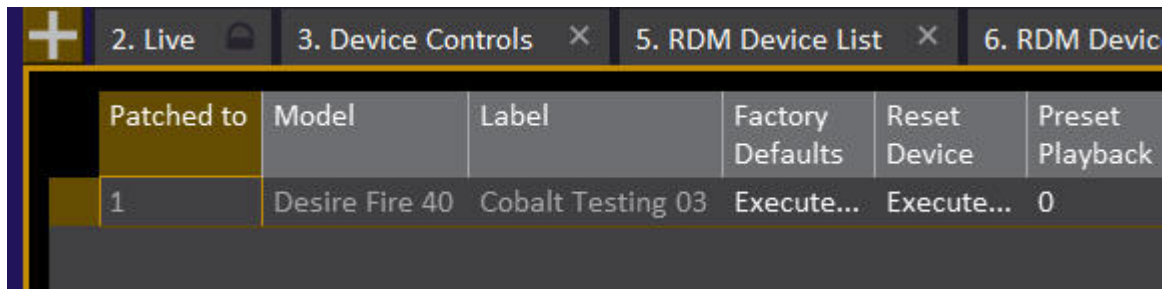 2. Live 3. Device Controls 5. RDM Device List 6. RDM Devic
Patched to Model Label Factory Defaults Reset Device Preset Playback
1 Desire Fire 40 Cobalt Testing 03 Execute... Execute... 0